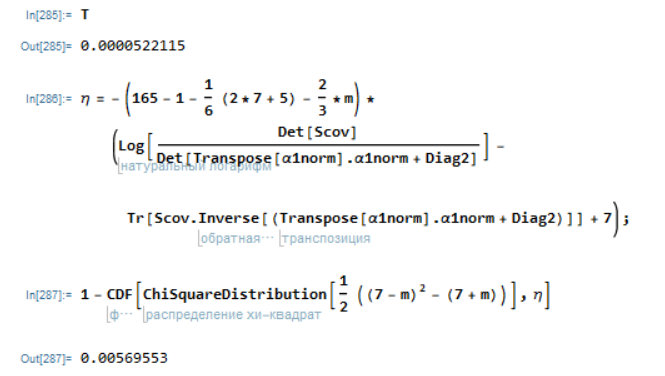 In[285]:= T
Out[285]= 0.0000522115
In[286]:= η = - (165 - 1 - 1/6 (2 * 7 + 5) - 2/3 * m) *
(Log[Det[Scov] / Det[Transpose[α1norm].α1norm + Diag2]] -
натуральный логарифм
Tr[Scov.Inverse[(Transpose[α1norm].α1norm + Diag2)]] + 7);
обратная… транспозиция
In[287]:= 1 - CDF[ChiSquareDistribution[1/2 ((7 - m)² - (7 + m))], η]
ф… распределение хи-квадрат
Out[287]= 0.00569553